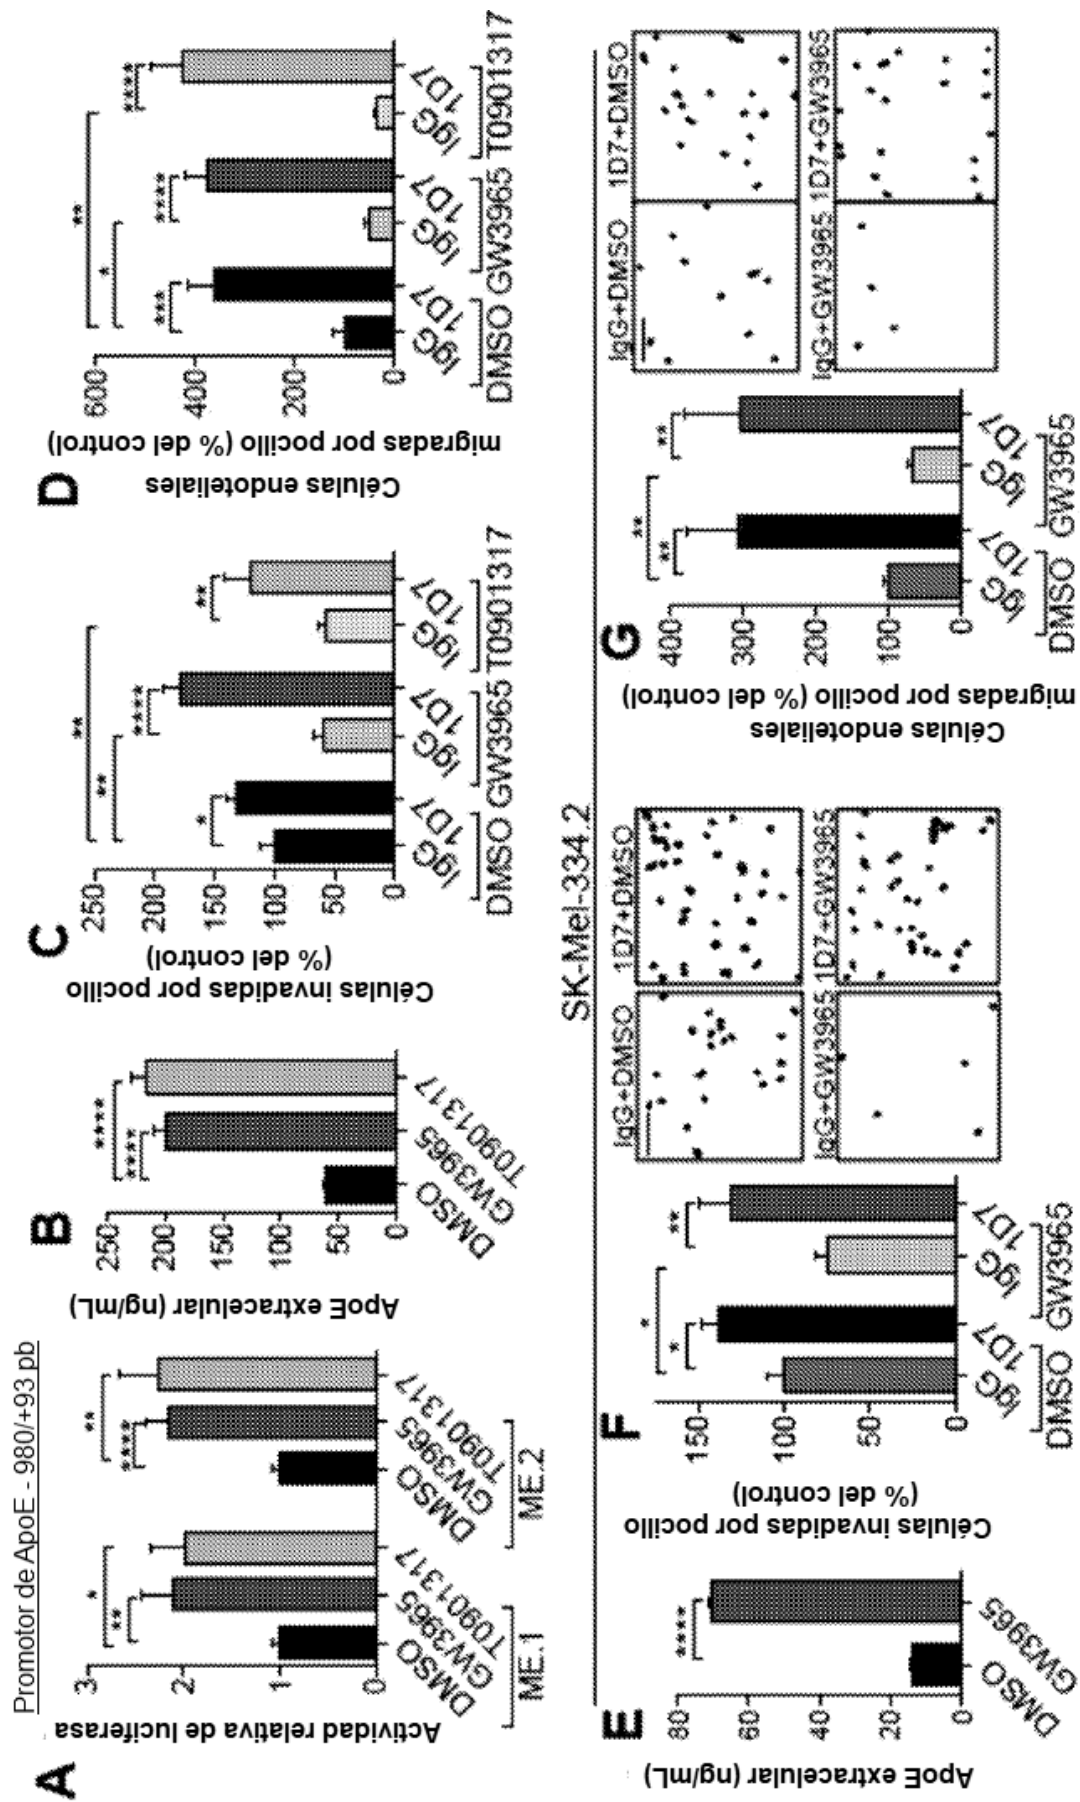 A
Promotor de ApoE - 980/+93 pb
Actividad relativa de luciferasa
3
2
1
0
**
*
****
**
DMSO
GW3965
T0901317
DMSO
GW3965
T0901317
ME.1
ME.2
B
ApoE extracelular (ng/mL)
250
200
150
100
50
0
****
****
DMSO
GW3965
T0901317
C
Células invadidas por pocillo
(% del control)
250
200
150
100
50
0
**
**
*
****
**
IgG 1D7 IgG 1D7 IgG 1D7
DMSO GW3965 T0901317
D
Células endoteliales
migradas por pocillo (% del control)
600
400
200
0
**
*
***
****
****
IgG 1D7 IgG 1D7 IgG 1D7
DMSO GW3965 T0901317
SK-Mel-334.2
E
ApoE extracelular (ng/mL)
80
60
40
20
0
****
DMSO
GW3965
F
Células invadidas por pocillo
(% del control)
150
100
50
0
*
*
**
IgG 1D7 IgG 1D7
DMSO GW3965
IgG+DMSO 1D7+DMSO
IgG+GW3965 1D7+GW3965
G
Células endoteliales
migradas por pocillo (% del control)
400
300
200
100
0
**
**
**
IgG 1D7 IgG 1D7
DMSO GW3965
IgG+DMSO 1D7+DMSO
IgG+GW3965 1D7+GW3965